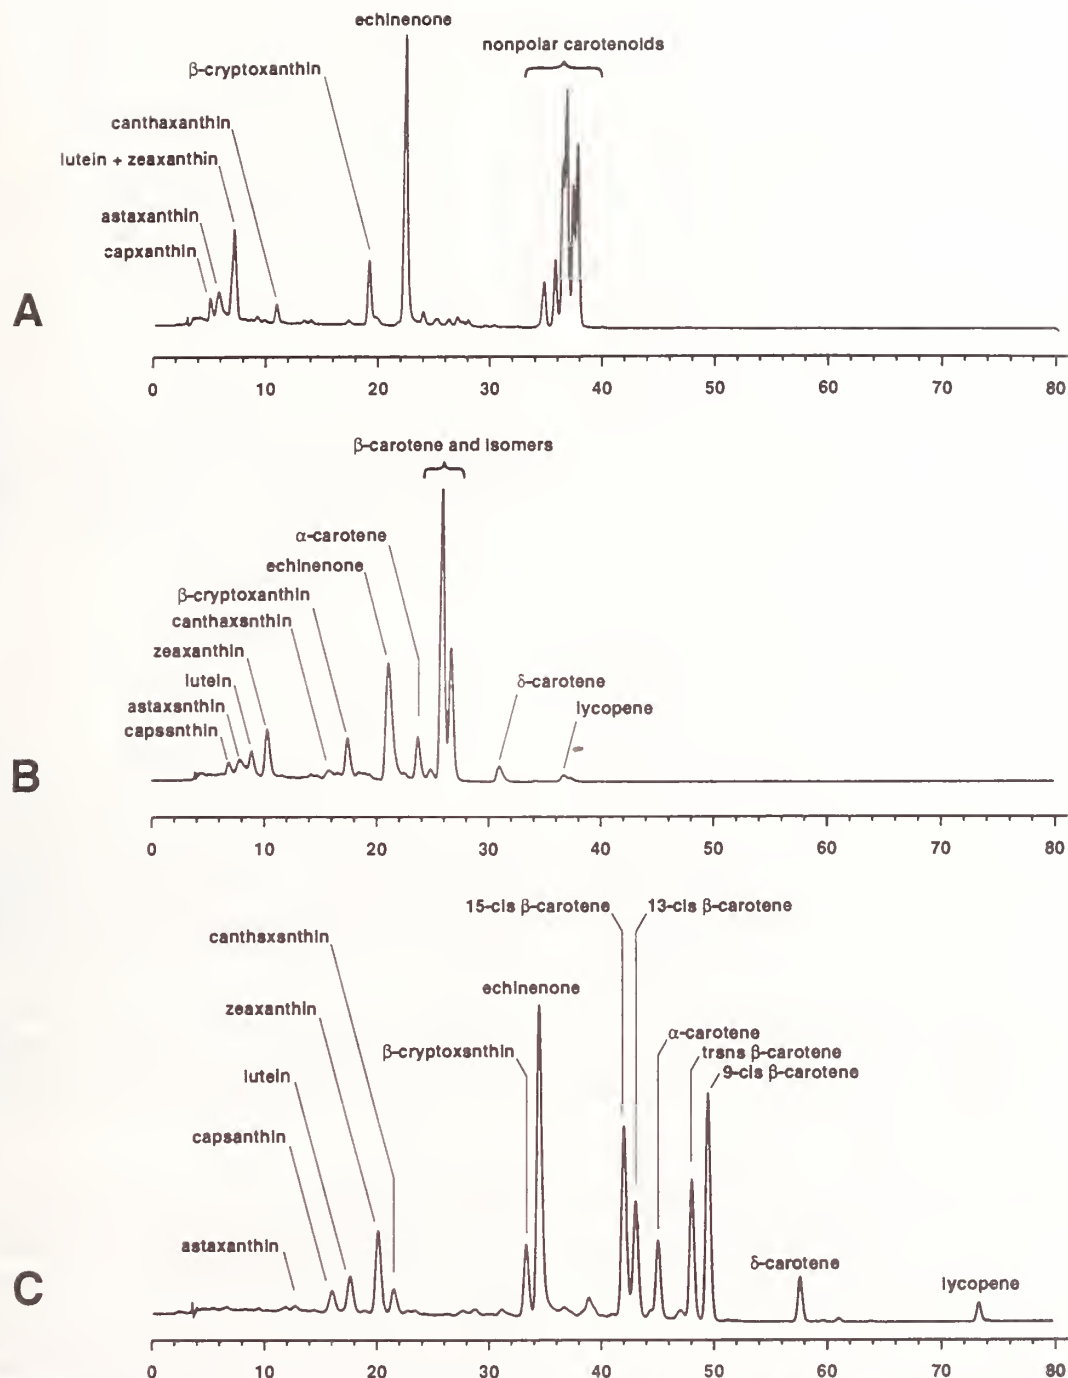 echinenone
nonpolar carotenoids
β-cryptoxanthin
canthaxanthin
lutein + zeaxanthin
astaxanthin
capxanthin
A
0 10 20 30 40 50 60 70 80
β-carotene and isomers
α-carotene
echinenone
β-cryptoxanthin
canthaxsnthin
zeaxanthin
lutein
δ-carotene
astaxsnthin
lycopene
capssnthin
B
0 10 20 30 40 50 60 70 80
15-cis β-carotene
13-cis β-carotene
canthsxsnthin
echinenone
zeaxanthin
α-carotene
β-cryptoxsnthin
trsns β-carotene
9-cis β-carotene
lutein
capsanthin
astaxanthin
δ-carotene
lycopene
C
0 10 20 30 40 50 60 70 80